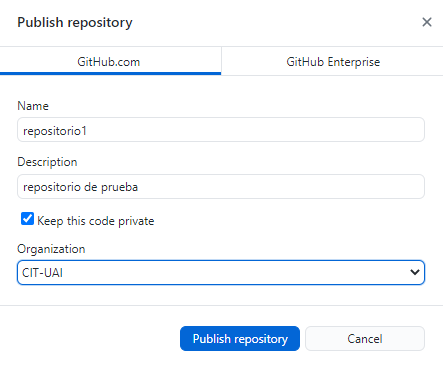 Publish repository
GitHub.com
GitHub Enterprise
Name
repositorio1
Description
repositorio de prueba
Keep this code private
Organization
CIT-UAI
Publish repository
Cancel